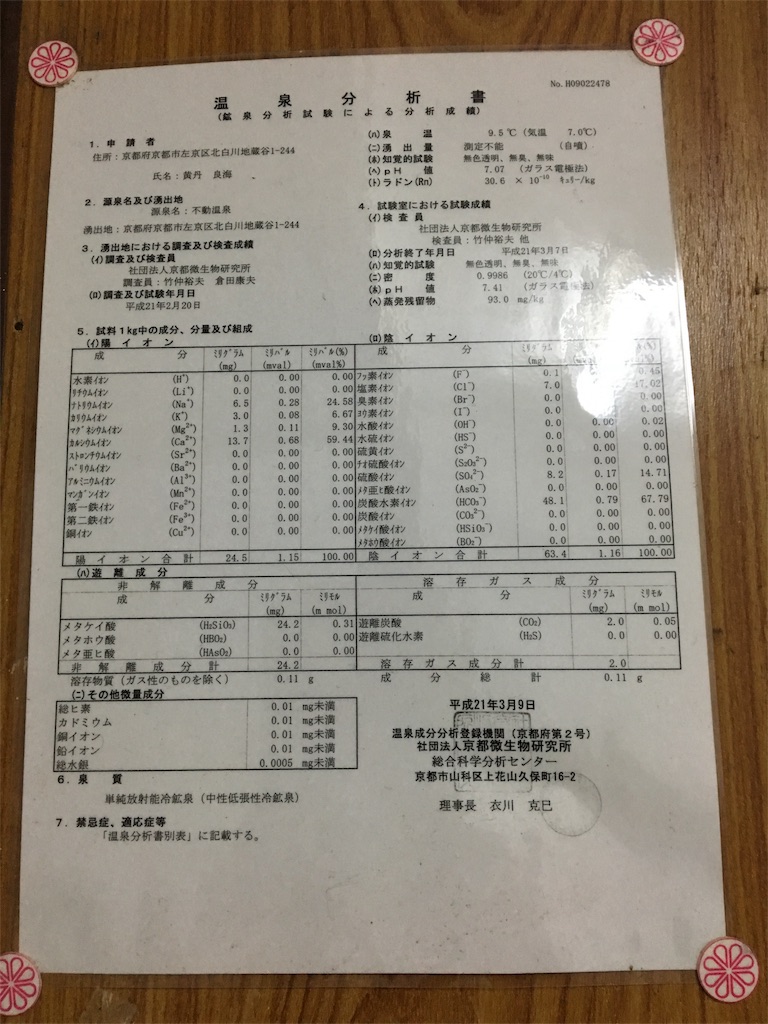 No.H09022478
温泉分析書
(鉱泉分析試験による分析成績)
1.申請者
住所:京都府京都市左京区北白川地蔵谷1-244
氏名:黄丹 良海
2.源泉名及び湧出地
源泉名:不動温泉
湧出地:京都府京都市左京区北白川地蔵谷1-244
3.湧出地における調査及び検査成績
(イ)調査及び検査員
社団法人京都微生物研究所
調査員:竹仲裕夫 倉田康夫
(ロ)調査及び試験年月日
平成21年2月20日
(ハ)泉温 9.5℃(気温 7.0℃)
(ニ)湧出量 測定不能 (自噴)
(ホ)知覚的試験 無色透明、無臭、無味
(ヘ)pH値 7.07 (ガラス電極法)
(ト)ラドン(Rn) 30.6 × 10⁻¹⁰ キュリー/kg
4.試験室における試験成績
(イ)検査員
社団法人京都微生物研究所
検査員:竹仲裕夫 他
(ロ)分析終了年月日 平成21年3月7日
(ハ)知覚的試験 無色透明、無臭、無味
(ニ)密度 0.9986 (20℃/4℃)
(ホ)pH値 7.41 (ガラス電極法)
(ヘ)蒸発残留物 93.0 mg/kg
5.試料1kg中の成分、分量及び組成
(イ)陽イオン
成分 ミリグラム(mg) ミリバル(mval) ミリバル(%)(mval%)
水素イオン (H⁺) 0.0 0.00 0.00
リチウムイオン (Li⁺) 0.0 0.00 0.00
ナトリウムイオン (Na⁺) 6.5 0.28 24.58
カリウムイオン (K⁺) 3.0 0.08 6.67
マグネシウムイオン (Mg²⁺) 1.3 0.11 9.30
カルシウムイオン (Ca²⁺) 13.7 0.68 59.44
ストロンチウムイオン (Sr²⁺) 0.0 0.00 0.00
バリウムイオン (Ba²⁺) 0.0 0.00 0.00
アルミニウムイオン (Al³⁺) 0.0 0.00 0.00
マンガンイオン (Mn²⁺) 0.0 0.00 0.00
第一鉄イオン (Fe²⁺) 0.0 0.00 0.00
第二鉄イオン (Fe³⁺) 0.0 0.00 0.00
銅イオン (Cu²⁺) 0.0 0.00 0.00
陽イオン合計 24.5 1.15 100.00
(ロ)陰イオン
成分 ミリグラム(mg)
フッ素イオン (F⁻) 0.1 0.45
塩素イオン (Cl⁻) 7.0 17.02
臭素イオン (Br⁻) 0.0 0.00
ヨウ素イオン (I⁻) 0.0 0.00
水酸イオン (OH⁻) 0.0 0.00 0.02
水硫イオン (HS⁻) 0.0 0.00 0.00
硫黄イオン (S²⁻) 0.0 0.00 0.00
チオ硫酸イオン (S₂O₃²⁻) 0.0 0.00 0.00
硫酸イオン (SO₄²⁻) 8.2 0.17 14.71
メタ亜ヒ酸イオン (AsO₂⁻) 0.0 0.00 0.00
炭酸水素イオン (HCO₃⁻) 48.1 0.79 67.79
炭酸イオン (CO₃²⁻) 0.0 0.00 0.00
メタケイ酸イオン (HSiO₃⁻) 0.0 0.00 0.00
メタホウ酸イオン (BO₂⁻) 0.0 0.00 0.00
陰イオン合計 63.4 1.16 100.00
(ハ)遊離成分
非解離成分
成分 ミリグラム(mg) ミリモル(m mol)
メタケイ酸 (H₂SiO₃) 24.2 0.31
メタホウ酸 (HBO₂) 0.0 0.00
メタ亜ヒ酸 (HAsO₂) 0.0 0.00
非解離成分計 24.2
溶存ガス成分
成分 ミリグラム(mg) ミリモル(m mol)
遊離炭酸 (CO₂) 2.0 0.05
遊離硫化水素 (H₂S) 0.0 0.00
溶存ガス成分計 2.0
溶存物質(ガス性のものを除く) 0.11 g
成分総計 0.11 g
(ニ)その他微量成分
総ヒ素 0.01 mg未満
カドミウム 0.01 mg未満
銅イオン 0.01 mg未満
鉛イオン 0.01 mg未満
総水銀 0.0005 mg未満
6.泉質
単純放射能冷鉱泉(中性低張性冷鉱泉)
7.禁忌症、適応症等
「温泉分析書別表」に記載する。
平成21年3月9日
温泉成分分析登録機関(京都府第2号)
社団法人京都微生物研究所
総合科学分析センター
京都市山科区上花山久保町16-2
理事長 衣川 克巳